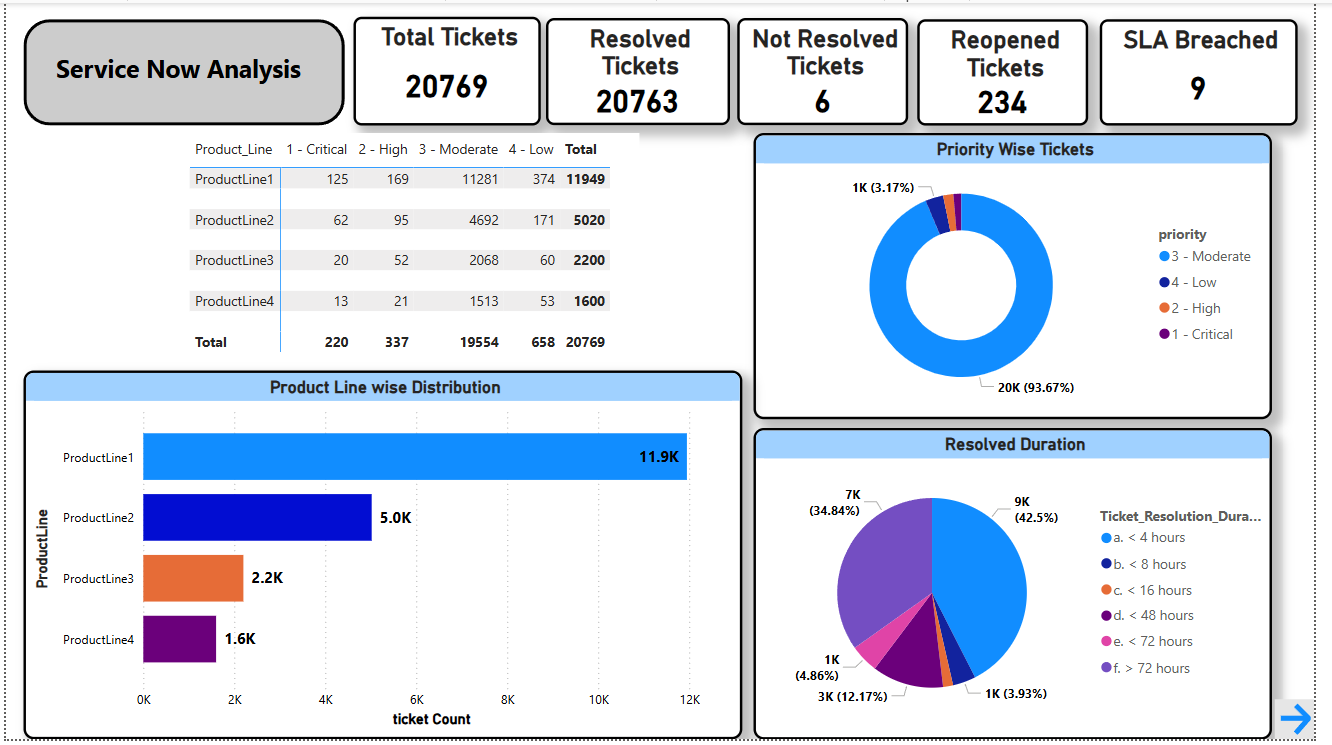 Service Now Analysis
Total Tickets
20769
Resolved
Tickets
20763
Not Resolved
Tickets
6
Reopened
Tickets
234
SLA Breached
9
Product_Line 1 - Critical 2 - High 3 - Moderate 4 - Low Total
ProductLine1 125 169 11281 374 11949
ProductLine2 62 95 4692 171 5020
ProductLine3 20 52 2068 60 2200
ProductLine4 13 21 1513 53 1600
Total 220 337 19554 658 20769
Priority Wise Tickets
1K (3.17%)
20K (93.67%)
priority
3 - Moderate
4 - Low
2 - High
1 - Critical
Product Line wise Distribution
ProductLine
ProductLine1 11.9K
ProductLine2 5.0K
ProductLine3 2.2K
ProductLine4 1.6K
0K 2K 4K 6K 8K 10K 12K
ticket Count
Resolved Duration
7K
(34.84%)
9K
(42.5%)
1K
(4.86%)
3K (12.17%)
1K (3.93%)
Ticket_Resolution_Dura...
a. < 4 hours
b. < 8 hours
c. < 16 hours
d. < 48 hours
e. < 72 hours
f. > 72 hours